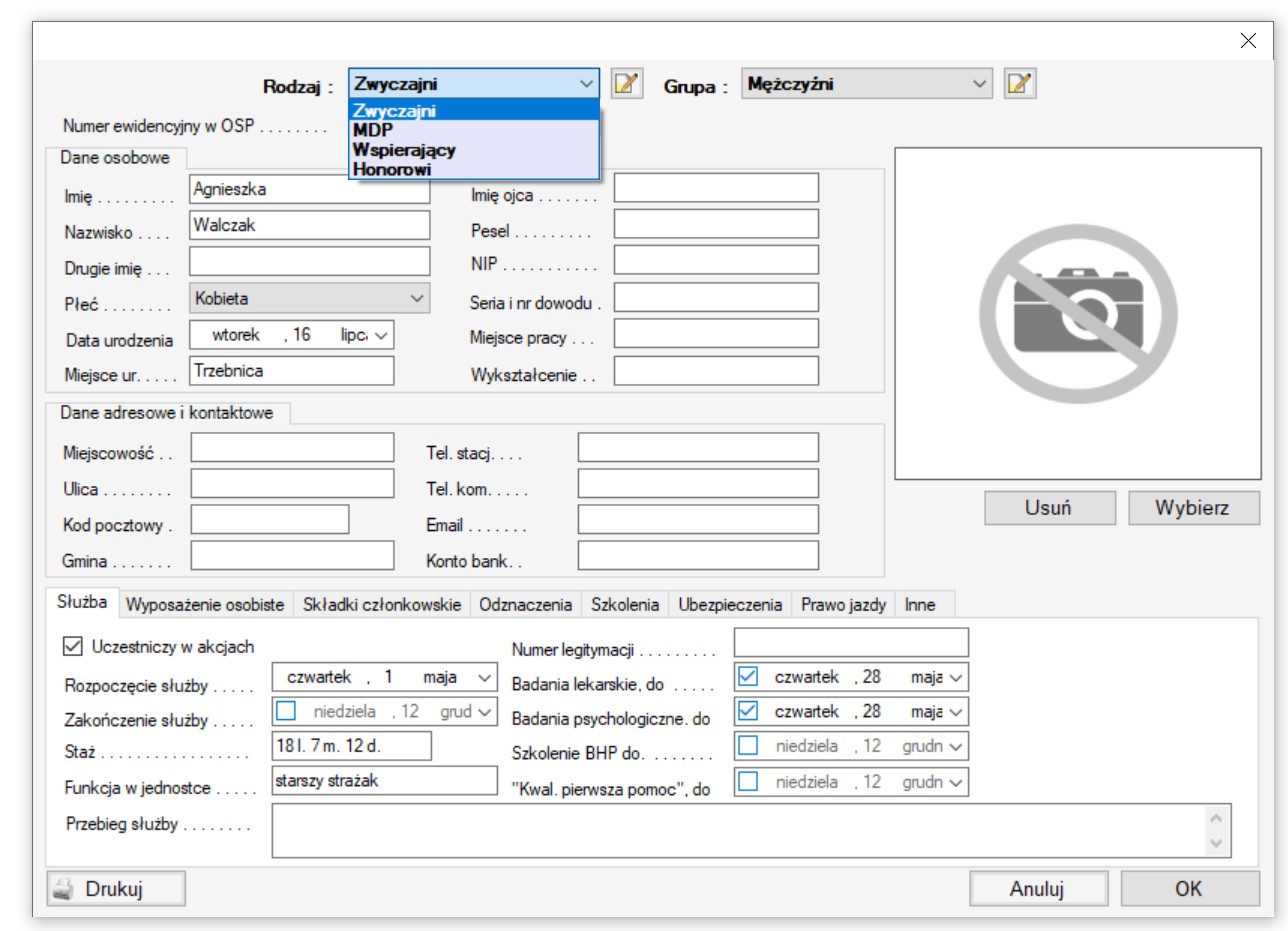 Rodzaj : Zwyczajni Grupa : Mężczyźni
Zwyczajni
MDP
Wspierający
Honorowi
Numer ewidencyjny w OSP . . . . . . . .
Dane osobowe
Imię . . . . . . . . . Agnieszka
Nazwisko . . . . Walczak
Drugie imię . . .
Płeć . . . . . . . . Kobieta
Data urodzenia wtorek , 16
Miejsce ur. . . . . Trzebnica
Imię ojca . . . . . . .
Pesel . . . . . . . . .
NIP . . . . . . . . . . .
Seria i nr dowodu .
Miejsce pracy . . .
Wykształcenie . .
Dane adresowe i kontaktowe
Miejscowość . .
Ulica . . . . . . . .
Kod pocztowy .
Gmina . . . . . . .
Tel. stacj. . . .
Tel. kom. . . . .
Email . . . . . . .
Konto bank. .
Usuń Wybierz
Służba Wyposażenie osobiste Składki członkowskie Odznaczenia Szkolenia Ubezpieczenia Prawo jazdy Inne
Uczestniczy w akcjach
Rozpoczęcie służby . . . . . czwartek , 1 maja
Zakończenie służby . . . . . niedziela , 12 grud
Staż . . . . . . . . . . . . . . . . . 18 l. 7 m. 12 d.
Funkcja w jednostce . . . . . starszy strażak
Numer legitymacji . . . . . . . . .
Badania lekarskie, do . . . . . czwartek , 28 maja
Badania psychologiczne. do czwartek , 28 maja
Szkolenie BHP do. . . . . . . . niedziela , 12 grudn
"Kwal. pierwsza pomoc", do niedziela , 12 grudn
Przebieg służby . . . . . . . .
Drukuj Anuluj OK